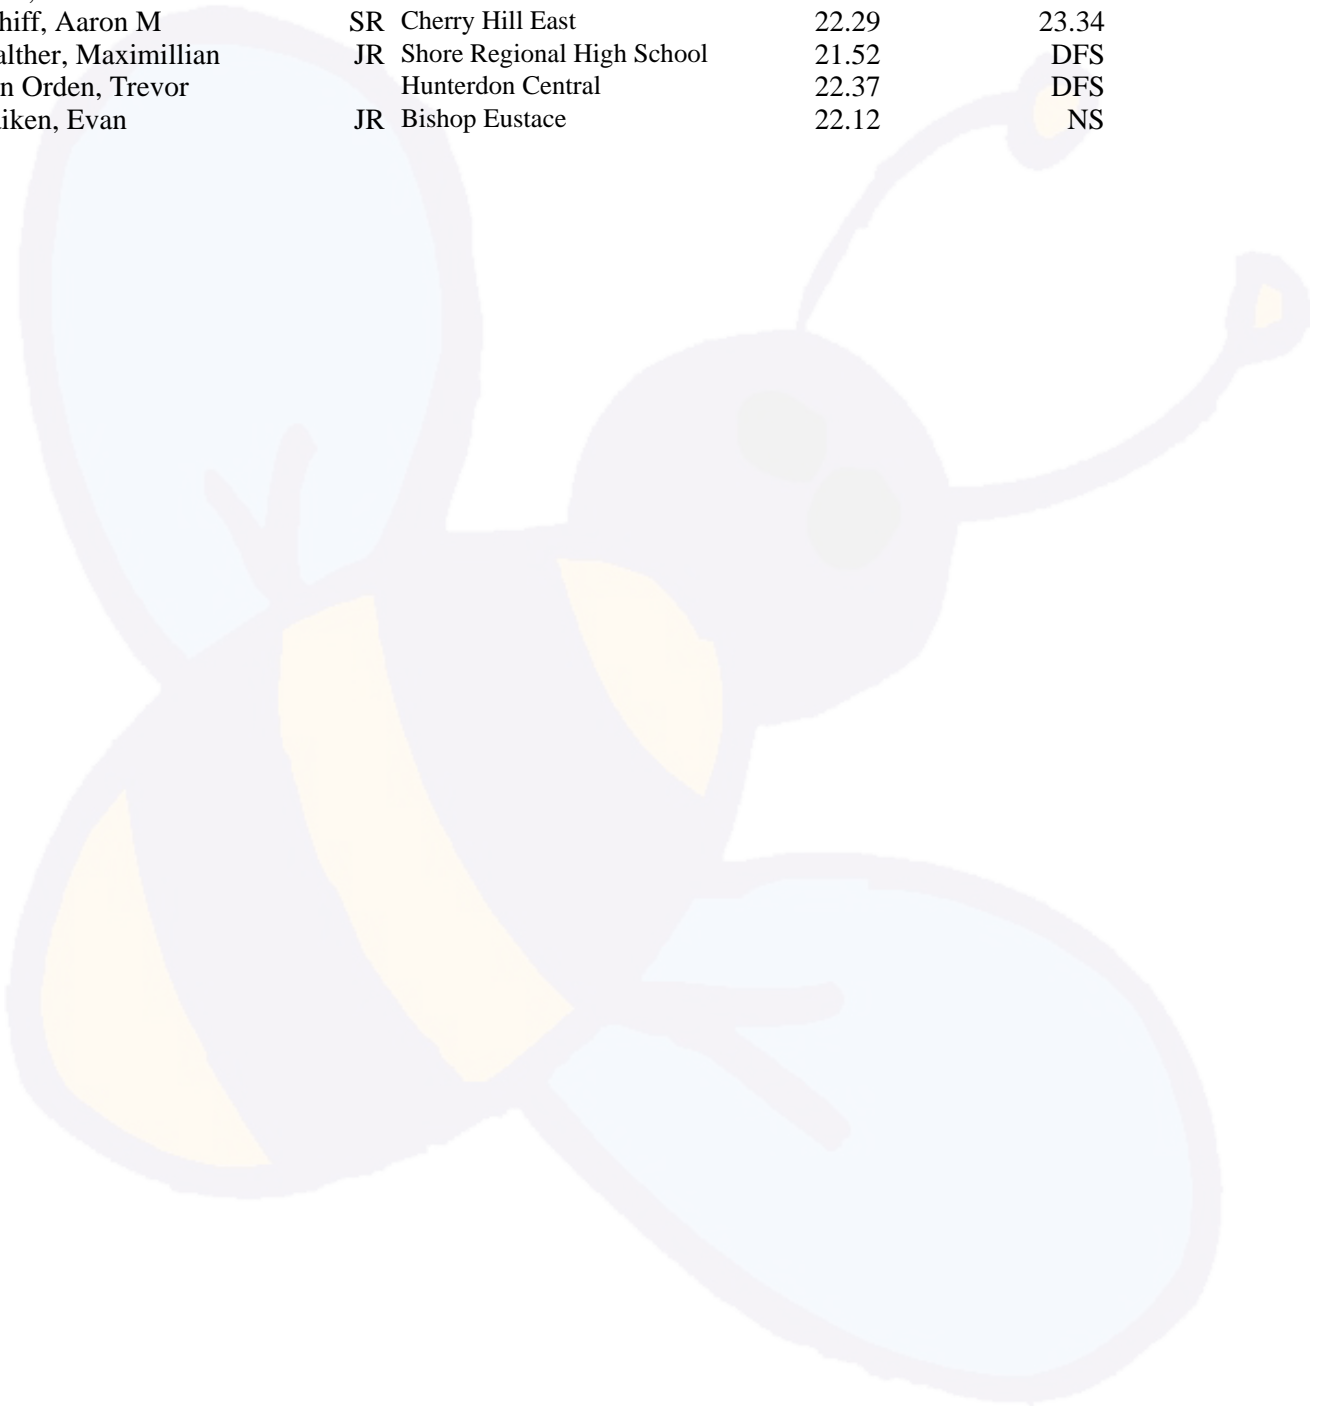 hiff, Aaron M SR Cherry Hill East 22.29 23.34
alther, Maximillian JR Shore Regional High School 21.52 DFS
n Orden, Trevor Hunterdon Central 22.37 DFS
iken, Evan JR Bishop Eustace 22.12 NS